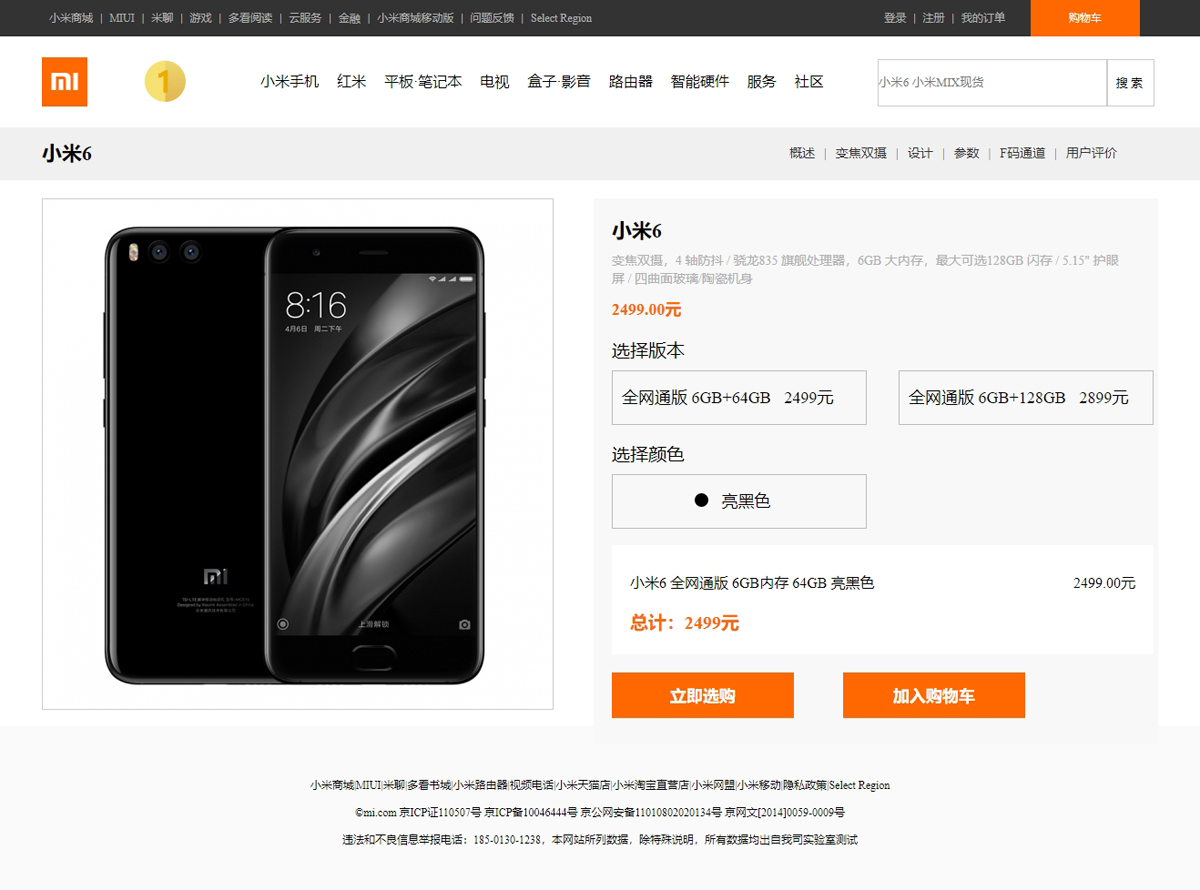 小米商城 | MIUI | 米聊 | 游戏 | 多看阅读 | 云服务 | 金融 | 小米商城移动版 | 问题反馈 | Select Region 登录 | 注册 | 我的订单 购物车
mi 1 小米手机 红米 平板·笔记本 电视 盒子·影音 路由器 智能硬件 服务 社区 小米6 小米MIX现货 搜 索
小米6 概述 | 变焦双摄 | 设计 | 参数 | F码通道 | 用户评价
8:16
4月6日 周二下午
mi
上滑解锁
小米6
变焦双摄，4 轴防抖 / 骁龙835 旗舰处理器，6GB 大内存，最大可选128GB 闪存 / 5.15" 护眼
屏 / 四曲面玻璃/陶瓷机身
2499.00元
选择版本
全网通版 6GB+64GB 2499元 全网通版 6GB+128GB 2899元
选择颜色
亮黑色
小米6 全网通版 6GB内存 64GB 亮黑色 2499.00元
总计：2499元
立即选购 加入购物车
小米商城|MIUI|米聊|多看书城|小米路由器|视频电话|小米天猫店|小米淘宝直营店|小米网盟|小米移动|隐私政策|Select Region
©mi.com 京ICP证110507号 京ICP备10046444号 京公网安备11010802020134号 京网文[2014]0059-0009号
违法和不良信息举报电话：185-0130-1238，本网站所列数据，除特殊说明，所有数据均出自我司实验室测试